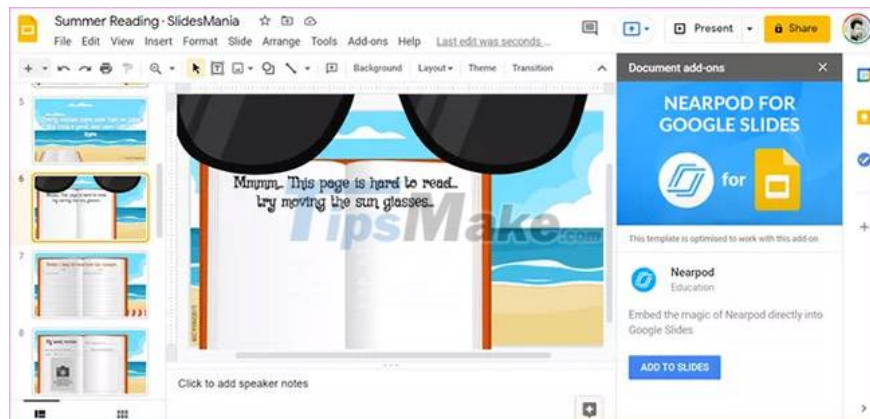 Summer Reading - SlidesMania
File Edit View Insert Format Slide Arrange Tools Add-ons Help Last edit was seconds ...
Present
Share
Background Layout Theme Transition
Document add-ons
5
6
7
8
Mmmm... This page is hard to read...
try moving the sun glasses...
TipsMake.com
Click to add speaker notes
NEARPOD FOR
GOOGLE SLIDES
for
This template is optimised to work with this add-on
Nearpod
Education
Embed the magic of Nearpod directly into
Google Slides
ADD TO SLIDES